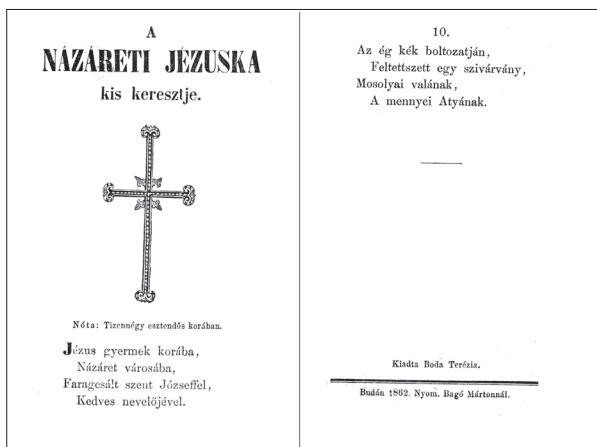 A
NÁZÁRETI JÉZUSKA
kis keresztje.
Nóta: Tizennégy esztendős korában.
Jézus gyermek korába,
Názáret városába,
Faragcsált szent Józseffel,
Kedves nevelőjével.
10.
Az ég kék boltozatján,
Feltettszett egy szivárvány,
Mosolyai valának,
A mennyei Atyának.
Kiadta Boda Terézia.
Budán 1862. Nyom. Bagó Mártonnál.